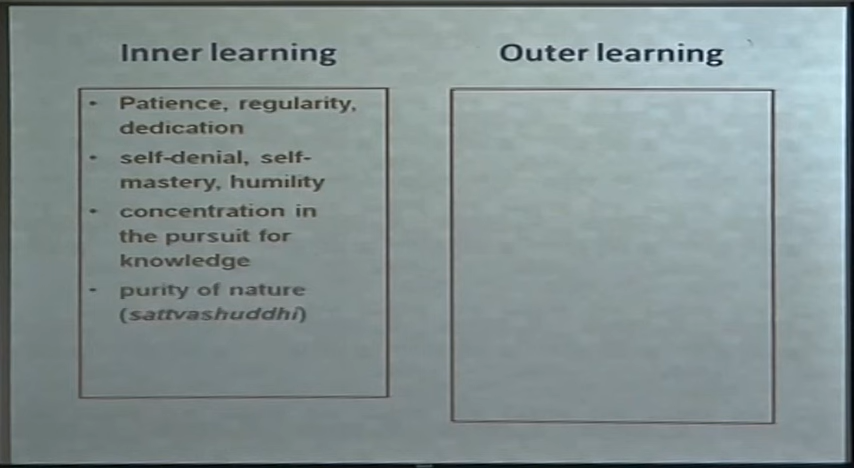 Inner learning
Outer learning
• Patience, regularity,
dedication
• self-denial, self-
mastery, humility
• concentration in
the pursuit for
knowledge
• purity of nature
(sattvashuddhi)